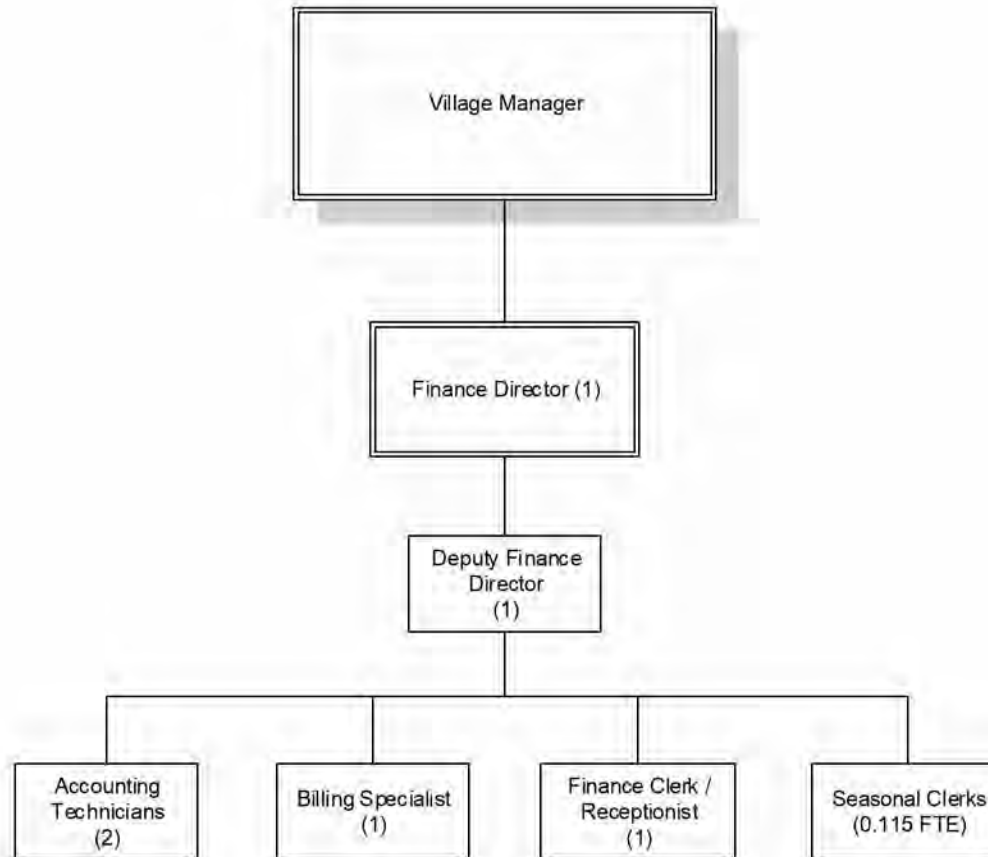 Village Manager
Finance Director (1)
Deputy Finance
Director
(1)
Accounting
Technicians
(2)
Billing Specialist
(1)
Finance Clerk /
Receptionist
(1)
Seasonal Clerks
(0.115 FTE)